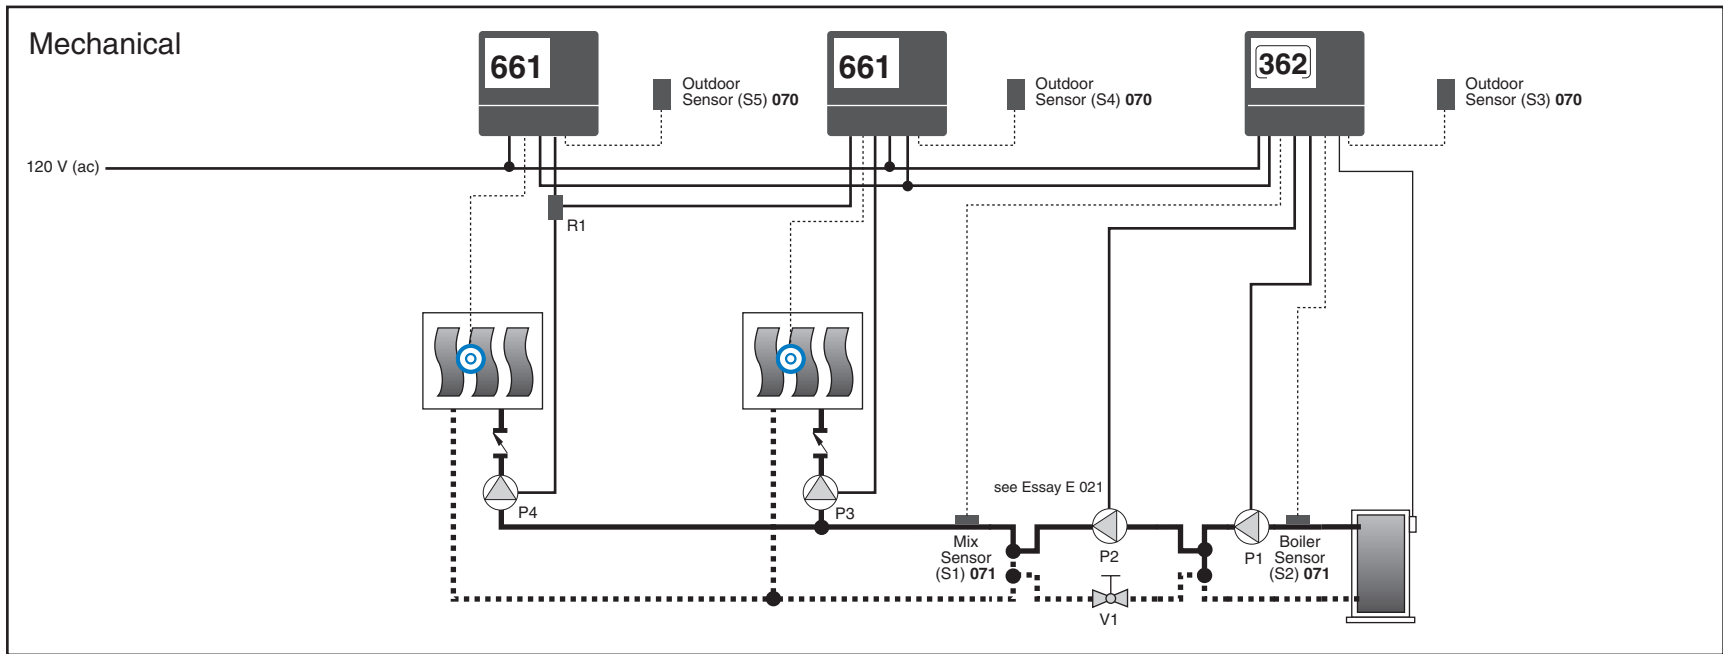 Mechanical
661
661
362
Outdoor
Sensor (S5) 070
Outdoor
Sensor (S4) 070
Outdoor
Sensor (S3) 070
120 V (ac)
R1
see Essay E 021
P4
P3
Mix
Sensor
(S1) 071
P2
P1
Boiler
Sensor
(S2) 071
V1